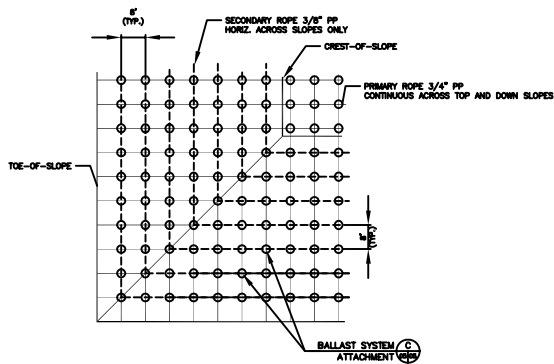 8'
(TYP.)
SECONDARY ROPE 3/8" PP
HORIZ. ACROSS SLOPES ONLY
CREST-OF-SLOPE
PRIMARY ROPE 3/4" PP
CONTINUOUS ACROSS TOP AND DOWN SLOPES
TOE-OF-SLOPE
8'
(TYP.)
BALLAST SYSTEM
ATTACHMENT
C